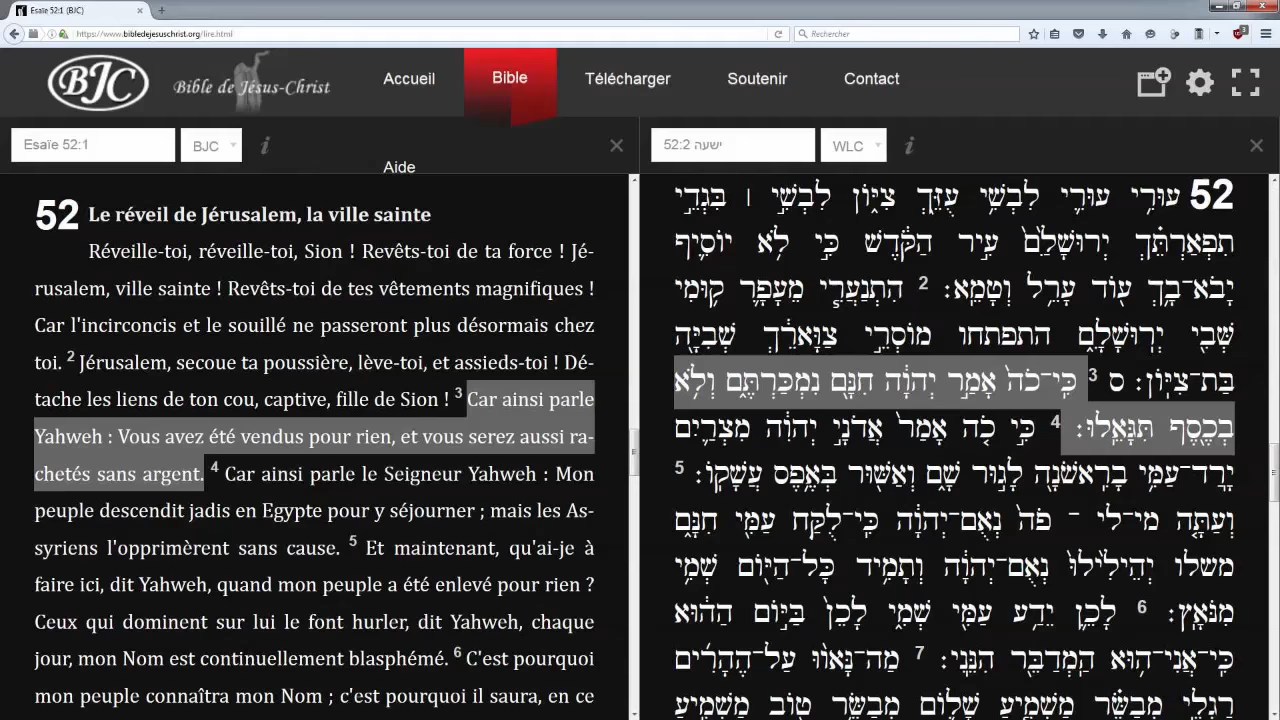 Esaïe 52:1 (BJC)
https://www.bibledejesuschrist.org/lire.html
Rechercher
BJC
Bible de Jésus-Christ
Accueil
Bible
Télécharger
Soutenir
Contact
Esaïe 52:1
BJC
Aide
ישעה 52:2
WLC
52 Le réveil de Jérusalem, la ville sainte
Réveille-toi, réveille-toi, Sion ! Revêts-toi de ta force ! Jé-
rusalem, ville sainte ! Revêts-toi de tes vêtements magnifiques !
Car l'incirconcis et le souillé ne passeront plus désormais chez
toi. 2 Jérusalem, secoue ta poussière, lève-toi, et assieds-toi ! Dé-
tache les liens de ton cou, captive, fille de Sion ! 3 Car ainsi parle
Yahweh : Vous avez été vendus pour rien, et vous serez aussi ra-
chetés sans argent. 4 Car ainsi parle le Seigneur Yahweh : Mon
peuple descendit jadis en Egypte pour y séjourner ; mais les As-
syriens l'opprimèrent sans cause. 5 Et maintenant, qu'ai-je à
faire ici, dit Yahweh, quand mon peuple a été enlevé pour rien ?
Ceux qui dominent sur lui le font hurler, dit Yahweh, chaque
jour, mon Nom est continuellement blasphémé. 6 C'est pourquoi
mon peuple connaîtra mon Nom ; c'est pourquoi il saura, en ce
52 עוּרִ֥י עוּרִ֛י לִבְשִׁ֥י עֻזֵּ֖ךְ צִיּ֑וֹן לִבְשִׁ֣י ׀ בִּגְדֵ֣י
תִפְאַרְתֵּ֗ךְ יְרוּשָׁלִַ֙ם֙ עִ֣יר הַקֹּ֔דֶשׁ כִּ֣י לֹ֥א יוֹסִ֛יף
יָבֹא־בָ֥ךְ ע֖וֹד עָרֵ֥ל וְטָמֵֽא׃ 2 הִתְנַעֲרִ֧י מֵעָפָ֛ר ק֥וּמִי
שְּׁבִ֖י יְרֽוּשָׁלִָ֑ם התפתחו מוֹסְרֵ֣י צַוָּארֵ֔ךְ שְׁבִיָּ֖ה
בַּת־צִיּֽוֹן׃ ס 3 כִּֽי־כֹה֙ אָמַ֣ר יְהוָ֔ה חִנָּ֖ם נִמְכַּרְתֶּ֑ם וְלֹ֥א
בְכֶ֖סֶף תִּגָּאֵֽלוּ׃ 4 כִּ֣י כֹ֤ה אָמַר֙ אֲדֹנָ֣י יְהוִ֔ה מִצְרַ֥יִם
יָֽרַד־עַמִּ֥י בָרִֽאשֹׁנָ֖ה לָג֣וּר שָׁ֑ם וְאַשּׁ֖וּר בְּאֶ֥פֶס עֲשָׁקֽוֹ׃ 5
וְעַתָּ֤ה מי־לי־ פֹה֙ נְאֻם־יְהוָ֔ה כִּֽי־לֻקַּ֥ח עַמִּ֖י חִנָּ֑ם
משלו יְהֵילִ֙ילוּ֙ נְאֻם־יְהוָ֔ה וְתָמִ֥יד כָּל־הַיּ֖וֹם שְׁמִ֥י
מִנֹּאָֽץ׃ 6 לָכֵ֛ן יֵדַ֥ע עַמִּ֖י שְׁמִ֑י לָכֵן֙ בַּיּ֣וֹם הַה֔וּא
כִּֽי־אֲנִי־ה֥וּא הַֽמְדַבֵּ֖ר הִנֵּֽנִי׃ 7 מַה־נָּאו֨וּ עַל־הֶהָרִ֜ים
רַגְלֵ֣י מְבַשֵּׂ֗ר מַשְׁמִ֧יעַ שָׁל֛וֹם מְבַשֵּׂ֥ר ט֖וֹב מַשְׁמִ֣יעַ